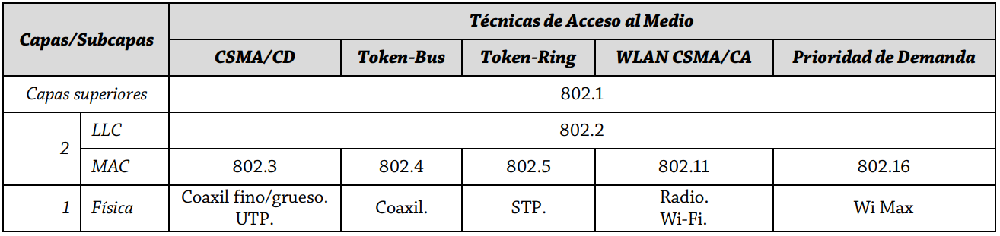 Capas/Subcapas
Técnicas de Acceso al Medio
CSMA/CD
Token-Bus
Token-Ring
WLAN CSMA/CA
Prioridad de Demanda
Capas superiores
802.1
2
LLC
802.2
MAC
802.3
802.4
802.5
802.11
802.16
1
Física
Coaxil fino/grueso.
UTP.
Coaxil.
STP.
Radio.
Wi-Fi.
Wi Max